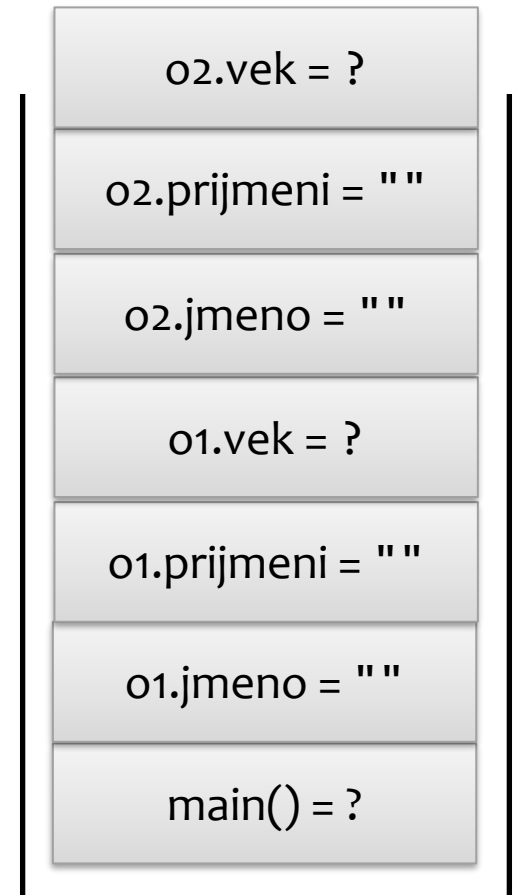 o2.vek = ?
o2.prijmeni = ""
o2.jmeno = ""
o1.vek = ?
o1.prijmeni = ""
o1.jmeno = ""
main() = ?